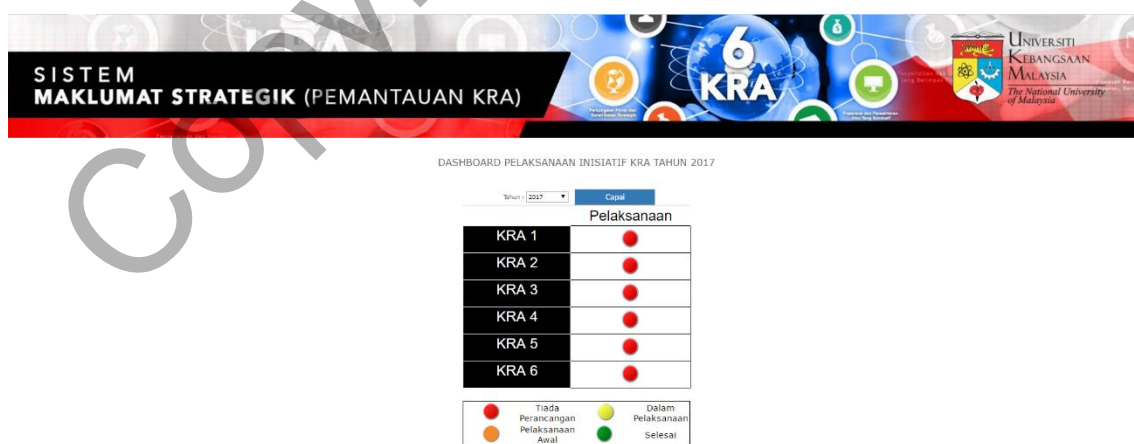 6
KRA
SISTEM
MAKLUMAT STRATEGIK (PEMANTAUAN KRA)
UNIVERSITI
KEBANGSAAN
MALAYSIA
The National University
of Malaysia
DASHBOARD PELAKSANAAN INISIATIF KRA TAHUN 2017
Tahun : 2017 Capai
Pelaksanaan
KRA 1
KRA 2
KRA 3
KRA 4
KRA 5
KRA 6
Tiada Perancangan
Dalam Pelaksanaan
Pelaksanaan Awal
Selesai